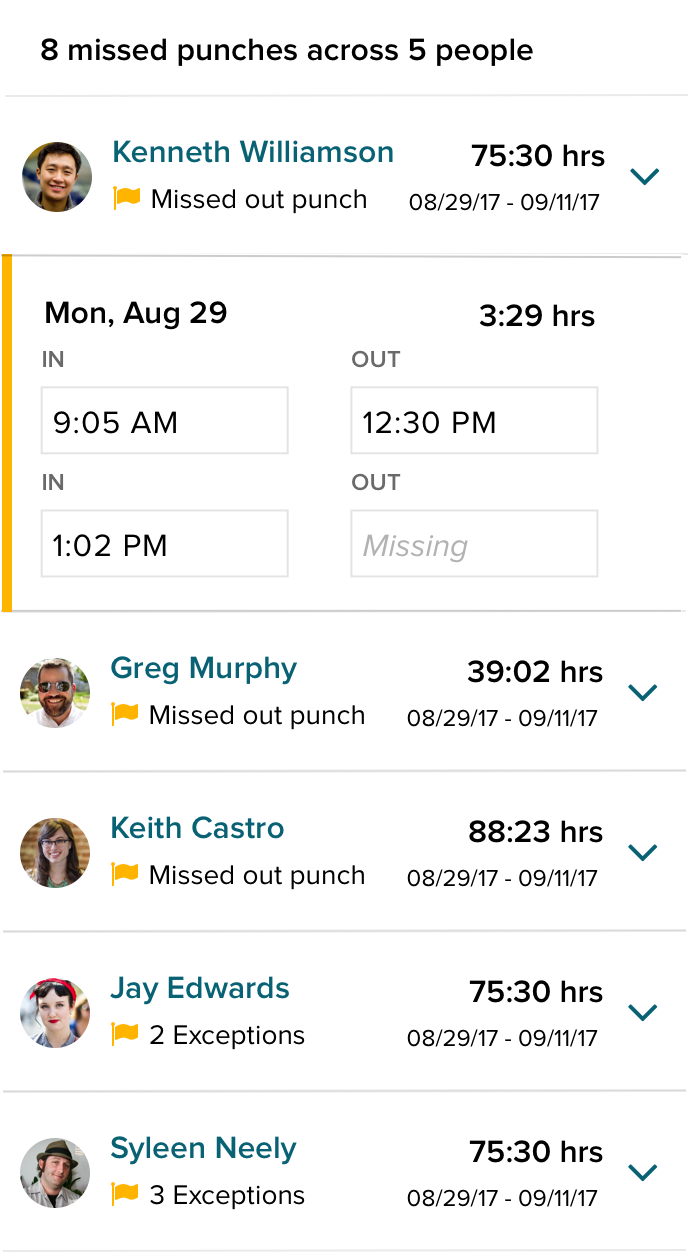 8 missed punches across 5 people
Kenneth Williamson 75:30 hrs
Missed out punch 08/29/17 - 09/11/17
Mon, Aug 29 3:29 hrs
IN OUT
9:05 AM 12:30 PM
IN OUT
1:02 PM Missing
Greg Murphy 39:02 hrs
Missed out punch 08/29/17 - 09/11/17
Keith Castro 88:23 hrs
Missed out punch 08/29/17 - 09/11/17
Jay Edwards 75:30 hrs
2 Exceptions 08/29/17 - 09/11/17
Syleen Neely 75:30 hrs
3 Exceptions 08/29/17 - 09/11/17